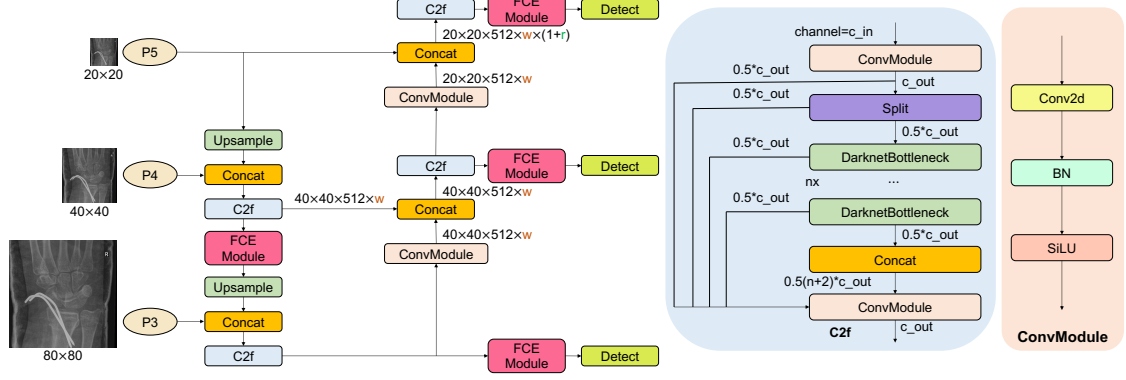 C2f
FCE
Module
Detect
20×20×512×w×(1+r)
P5
20×20
Concat
20×20×512×w
ConvModule
Upsample
P4
40×40
Concat
C2f
FCE
Module
Detect
40×40×512×w
C2f
40×40×512×w
Concat
40×40×512×w
FCE
Module
ConvModule
Upsample
R
P3
80×80
Concat
C2f
FCE
Module
Detect
channel=c_in
ConvModule
0.5*c_out
c_out
0.5*c_out
Split
0.5*c_out
0.5*c_out
DarknetBottleneck
nx
...
0.5*c_out
DarknetBottleneck
0.5*c_out
Concat
0.5(n+2)*c_out
ConvModule
C2f
c_out
Conv2d
BN
SiLU
ConvModule